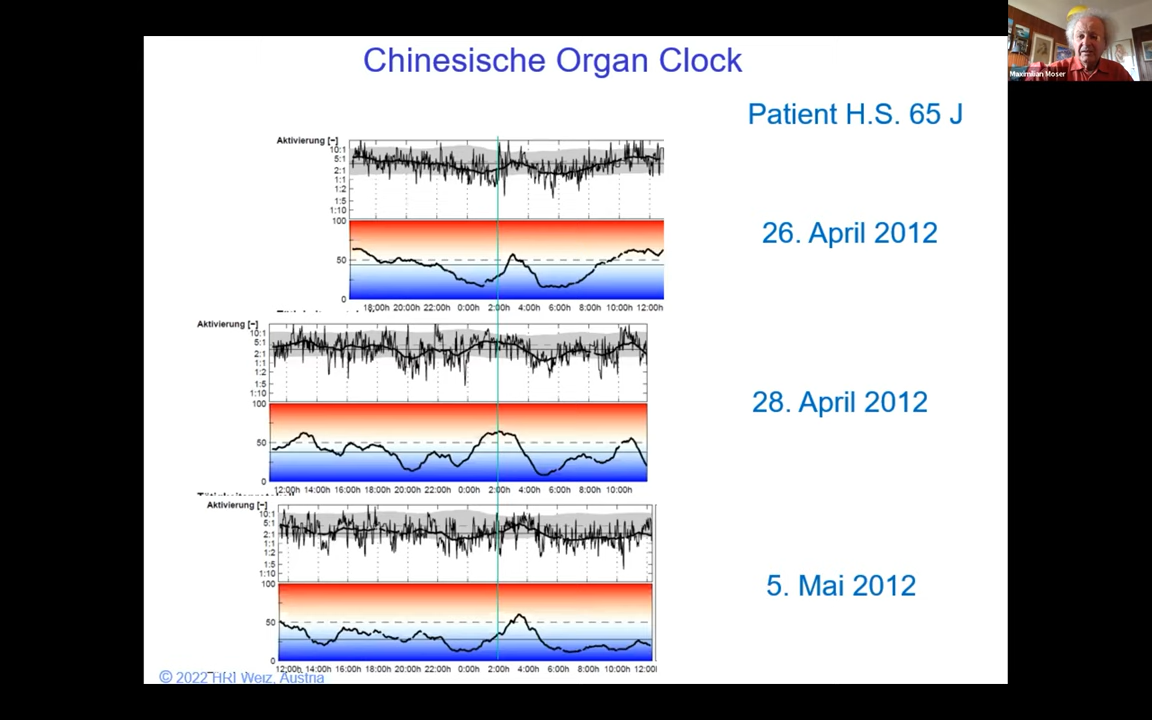 Chinesische Organ Clock
Maximilian Moser
Patient H.S. 65 J
Aktivierung [–]
10:1
5:1
2:1
1:1
1:2
1:5
1:10
100
50
0
18:00h 20:00h 22:00h 0:00h 2:00h 4:00h 6:00h 8:00h 10:00h 12:00h
26. April 2012
Aktivierung [–]
10:1
5:1
2:1
1:1
1:2
1:5
1:10
100
50
0
12:00h 14:00h 16:00h 18:00h 20:00h 22:00h 0:00h 2:00h 4:00h 6:00h 8:00h 10:00h
28. April 2012
Aktivierung [–]
10:1
5:1
2:1
1:1
1:2
1:5
1:10
100
50
0
12:00h 14:00h 16:00h 18:00h 20:00h 22:00h 0:00h 2:00h 4:00h 6:00h 8:00h 10:00h 12:00
5. Mai 2012
© 2022 HRI Weiz, Austria